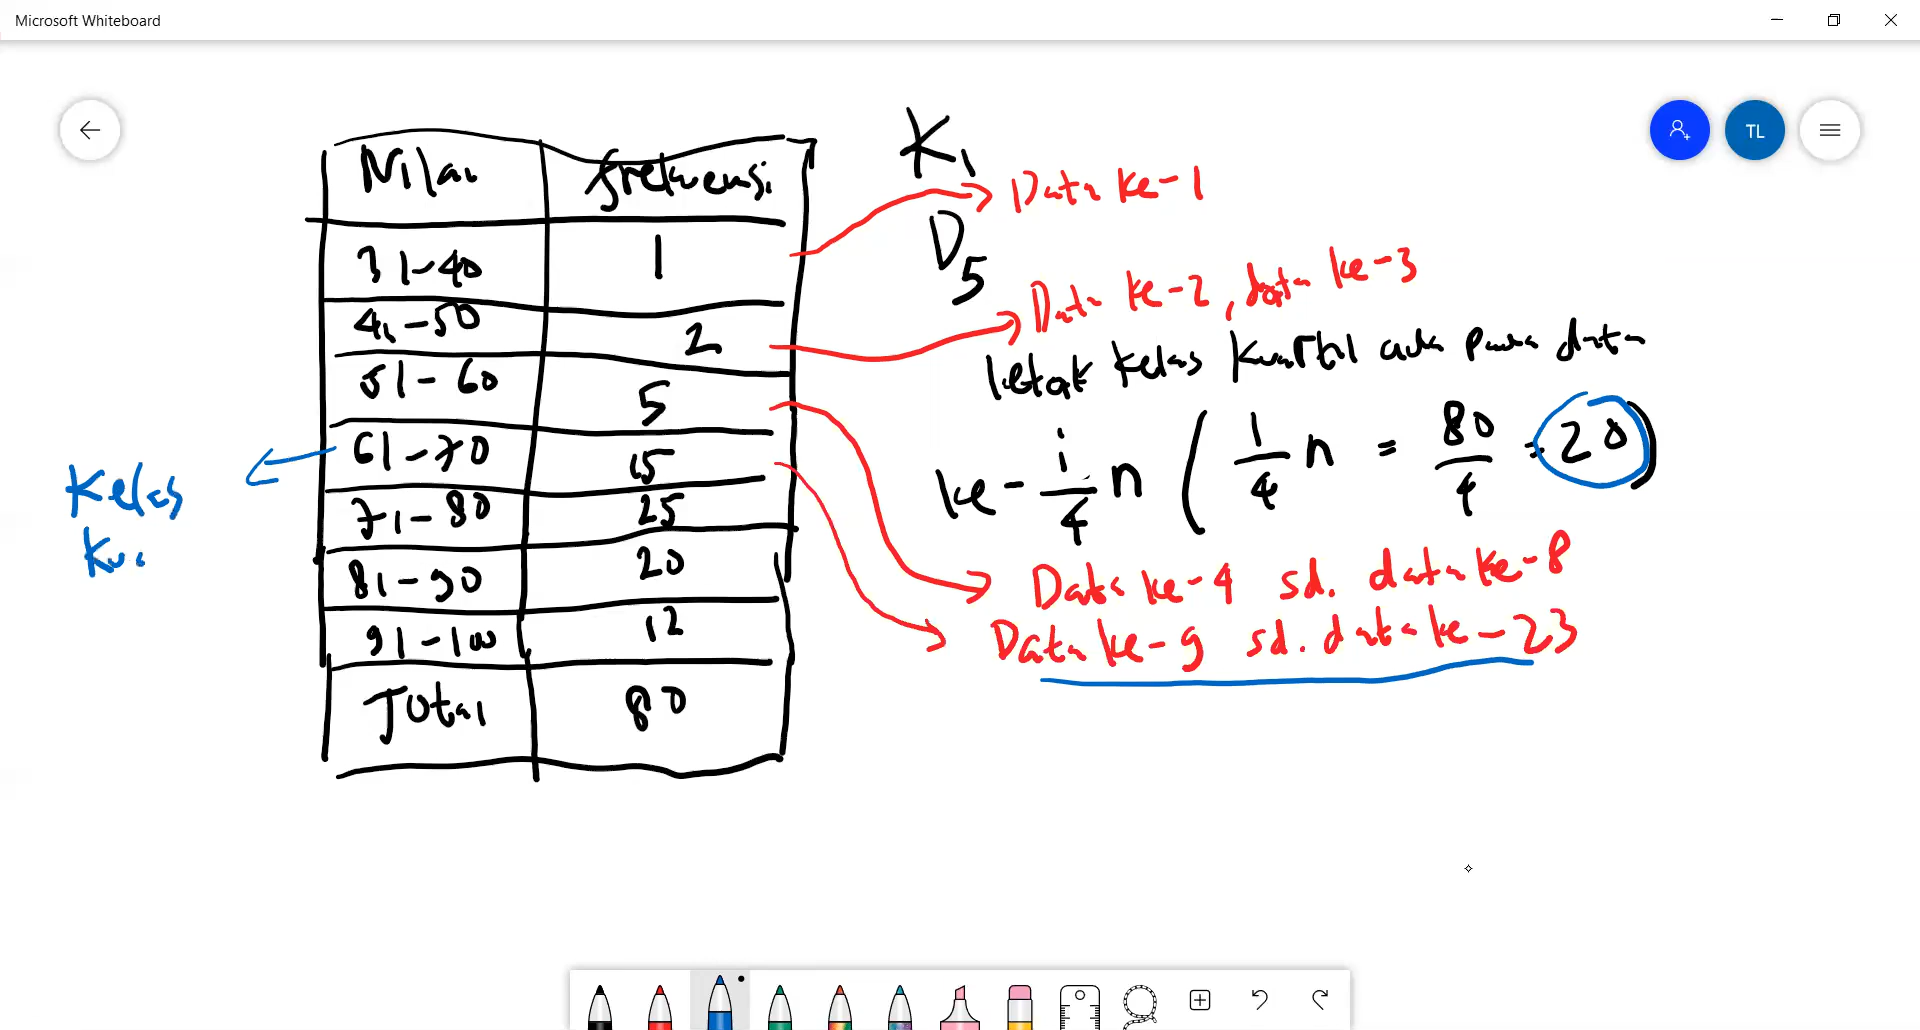 Microsoft Whiteboard
TL
Nilai frekuensi
31-40 1
41-50 2
51-60 5
61-70 15
71-80 25
81-90 20
91-100 12
Total 80
K1
D5
Data ke-1
Data ke-2, data ke-3
letak kelas kuartil ada pada data
ke - i/4 n ( 1/4 n = 80/4 = 20 )
Data ke-4 sd. data ke-8
Data ke-9 sd. data ke-23
Kelas
Ku